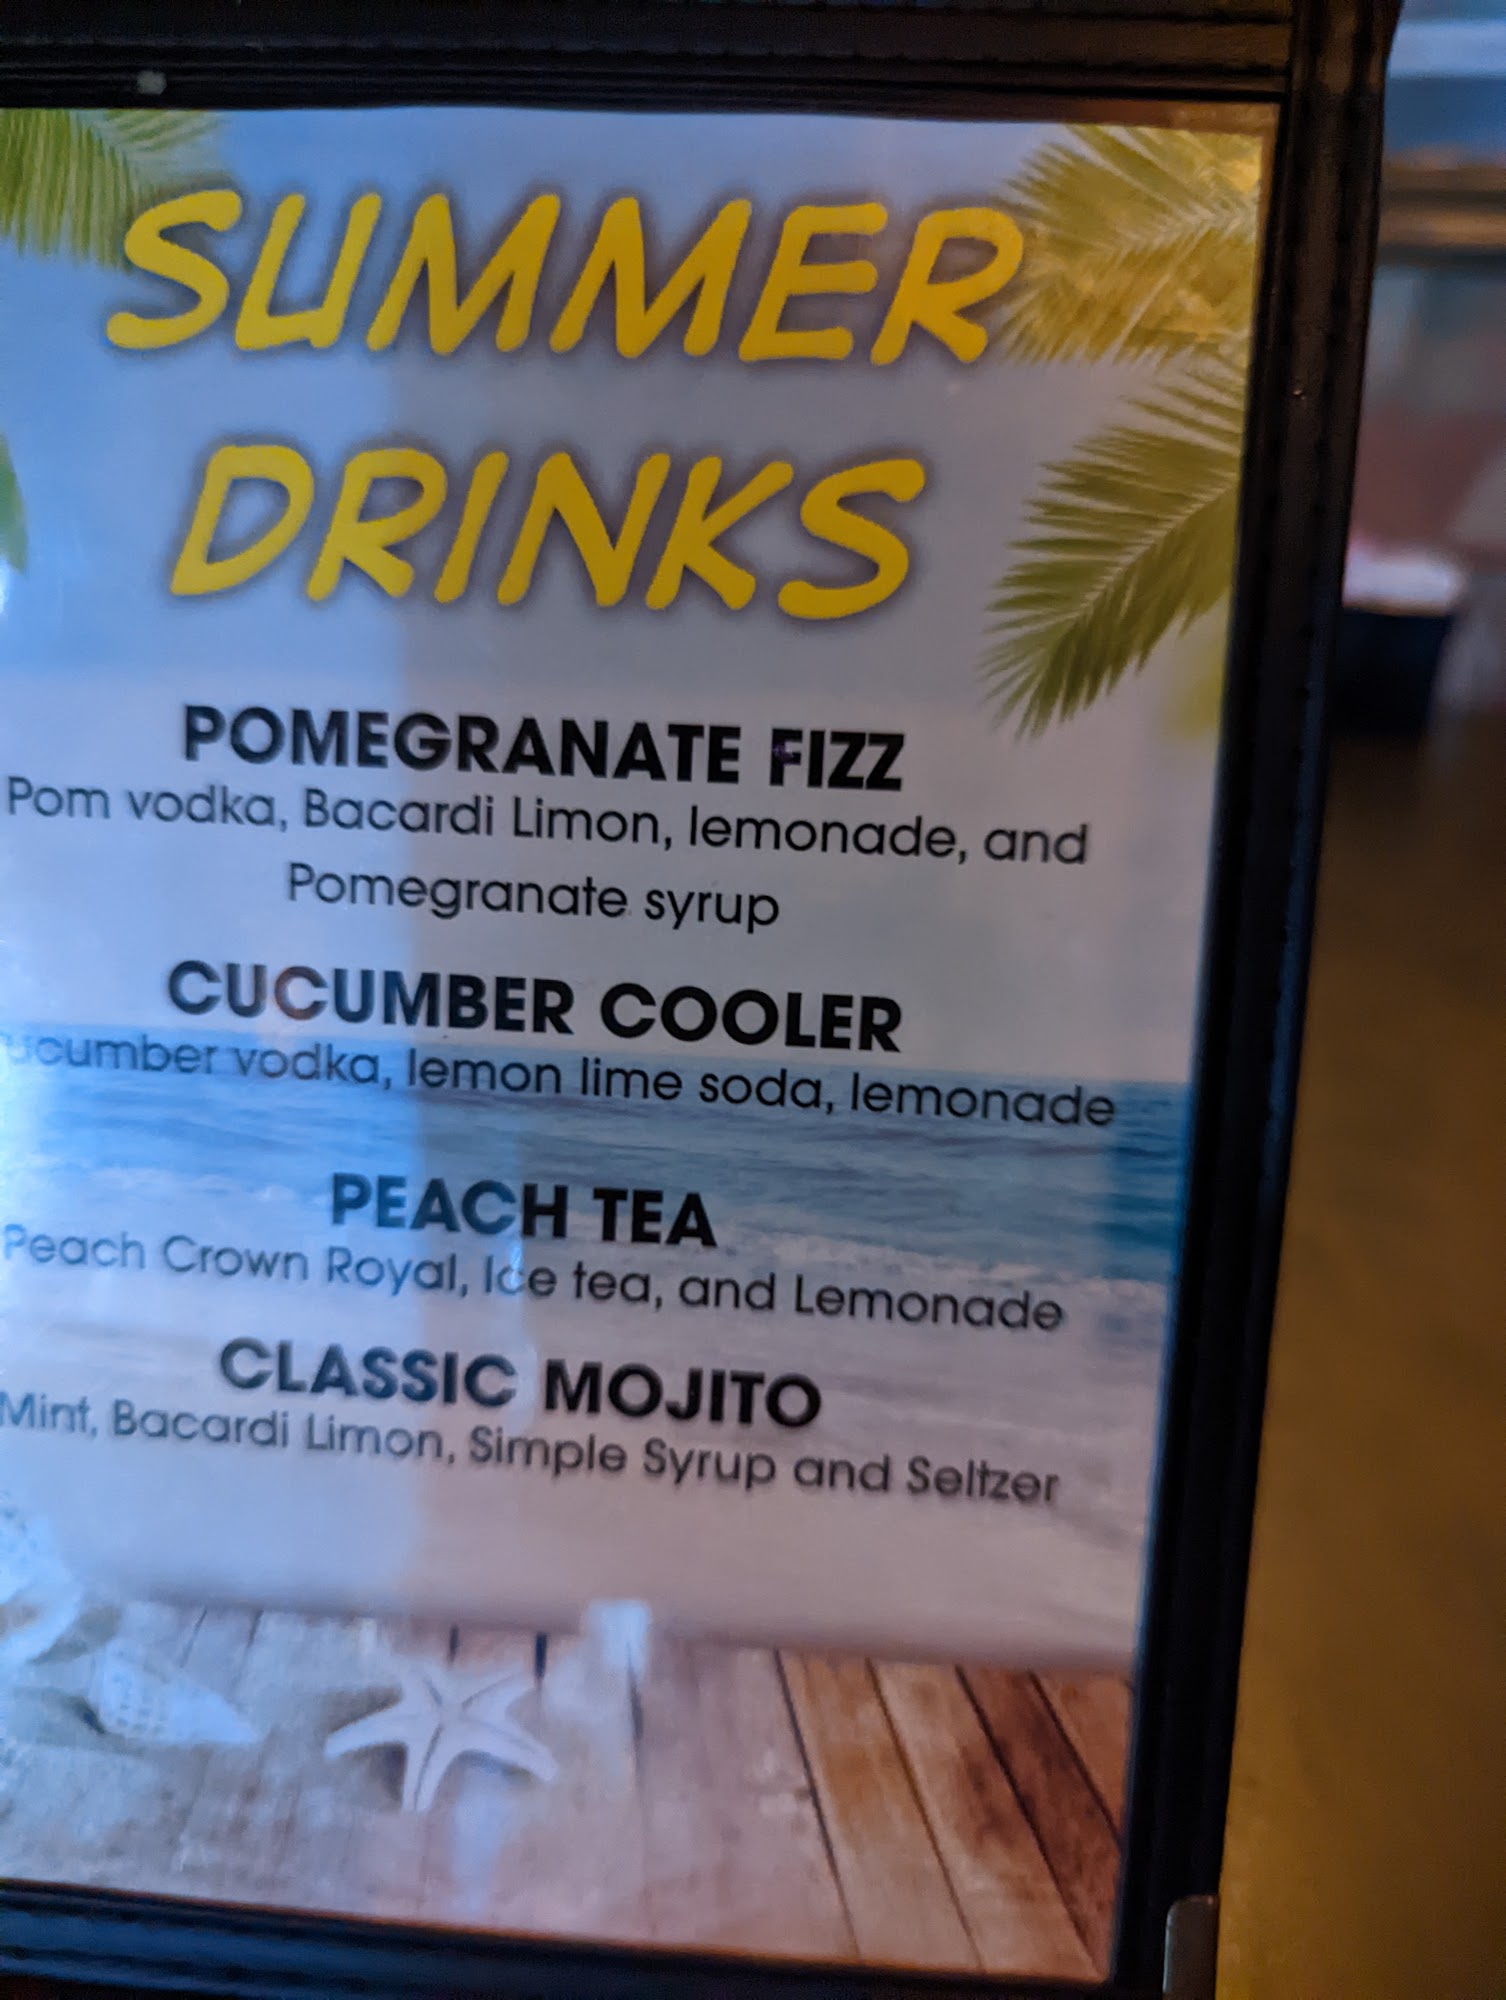 SUMMER
DRINKS
POMEGRANATE FIZZ
Pom vodka, Bacardi Limon, lemonade, and
Pomegranate syrup
CUCUMBER COOLER
Cucumber vodka, lemon lime soda, lemonade
PEACH TEA
Peach Crown Royal, Ice tea, and Lemonade
CLASSIC MOJITO
Mint, Bacardi Limon, Simple Syrup and Seltzer